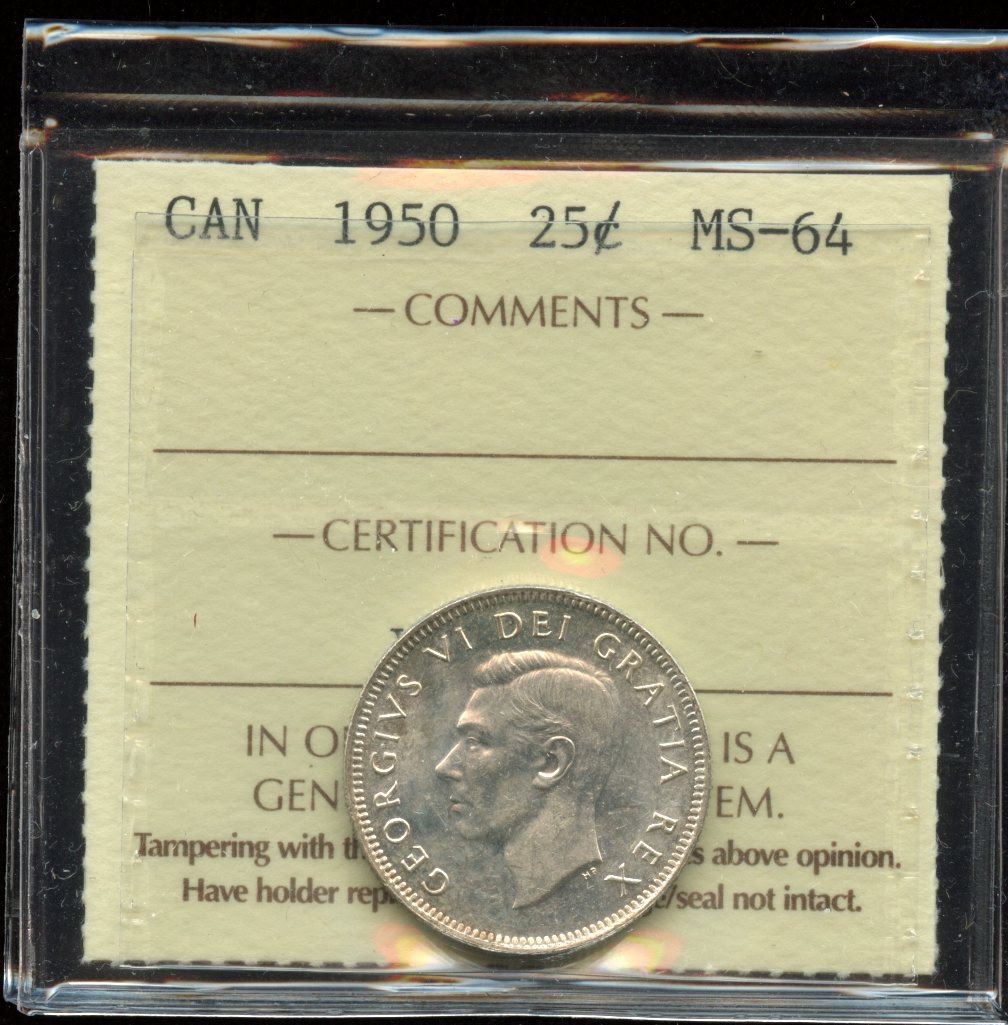 CAN 1950 25¢ MS-64
— COMMENTS —
— CERTIFICATION NO. —
GEORGIVS VI DEI GRATIA REX
HP
IN O IS A
GEN EM.
Tampering with th s above opinion.
Have holder rep e/seal not intact.